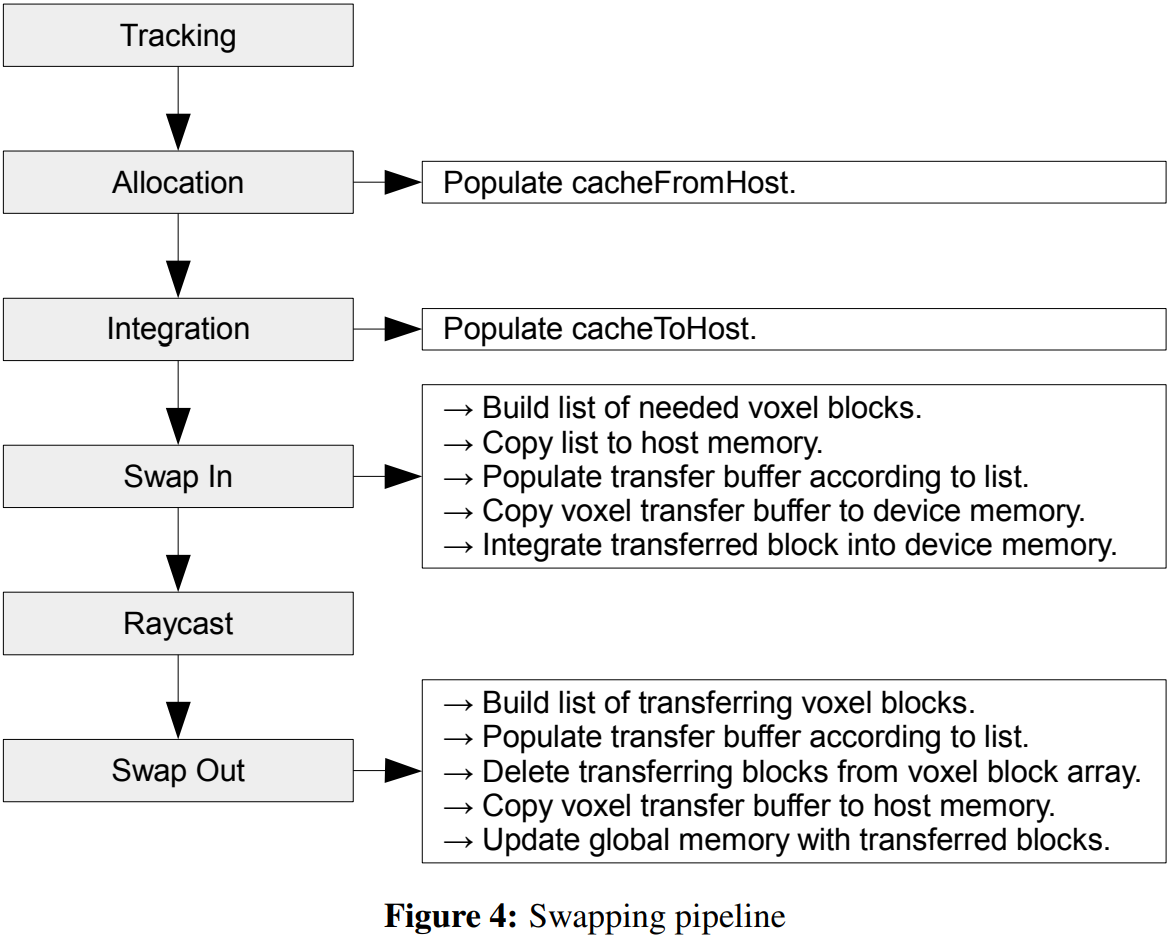 Tracking
Allocation
Populate cacheFromHost.
Integration
Populate cacheToHost.
Swap In
→ Build list of needed voxel blocks.
→ Copy list to host memory.
→ Populate transfer buffer according to list.
→ Copy voxel transfer buffer to device memory.
→ Integrate transferred block into device memory.
Raycast
Swap Out
→ Build list of transferring voxel blocks.
→ Populate transfer buffer according to list.
→ Delete transferring blocks from voxel block array.
→ Copy voxel transfer buffer to host memory.
→ Update global memory with transferred blocks.
Figure 4: Swapping pipeline